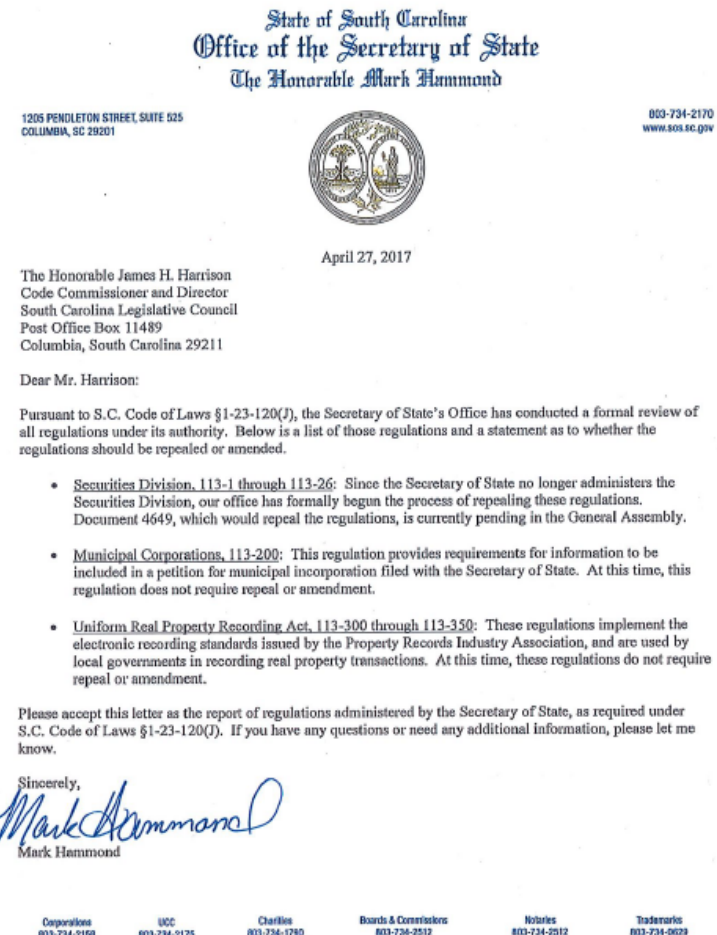 State of South Carolina
Office of the Secretary of State
The Honorable Mark Hammond
1205 PENDLETON STREET, SUITE 525
COLUMBIA, SC 29201
803-734-2170
www.sos.sc.gov
April 27, 2017
The Honorable James H. Harrison
Code Commissioner and Director
South Carolina Legislative Council
Post Office Box 11489
Columbia, South Carolina 29211
Dear Mr. Harrison:
Pursuant to S.C. Code of Laws §1-23-120(J), the Secretary of State's Office has conducted a formal review of
all regulations under its authority. Below is a list of those regulations and a statement as to whether the
regulations should be repealed or amended.
• Securities Division, 113-1 through 113-26: Since the Secretary of State no longer administers the
Securities Division, our office has formally begun the process of repealing these regulations.
Document 4649, which would repeal the regulations, is currently pending in the General Assembly.
• Municipal Corporations, 113-200: This regulation provides requirements for information to be
included in a petition for municipal incorporation filed with the Secretary of State. At this time, this
regulation does not require repeal or amendment.
• Uniform Real Property Recording Act, 113-300 through 113-350: These regulations implement the
electronic recording standards issued by the Property Records Industry Association, and are used by
local governments in recording real property transactions. At this time, these regulations do not require
repeal or amendment.
Please accept this letter as the report of regulations administered by the Secretary of State, as required under
S.C. Code of Laws §1-23-120(J). If you have any questions or need any additional information, please let me
know.
Sincerely,
Mark Hammond
Mark Hammond
Corporations UCC Charities Boards & Commissions Notaries Trademarks
803-734-2158 803-734-2175 803-734-1790 803-734-2512 803-734-2512 803-734-0629